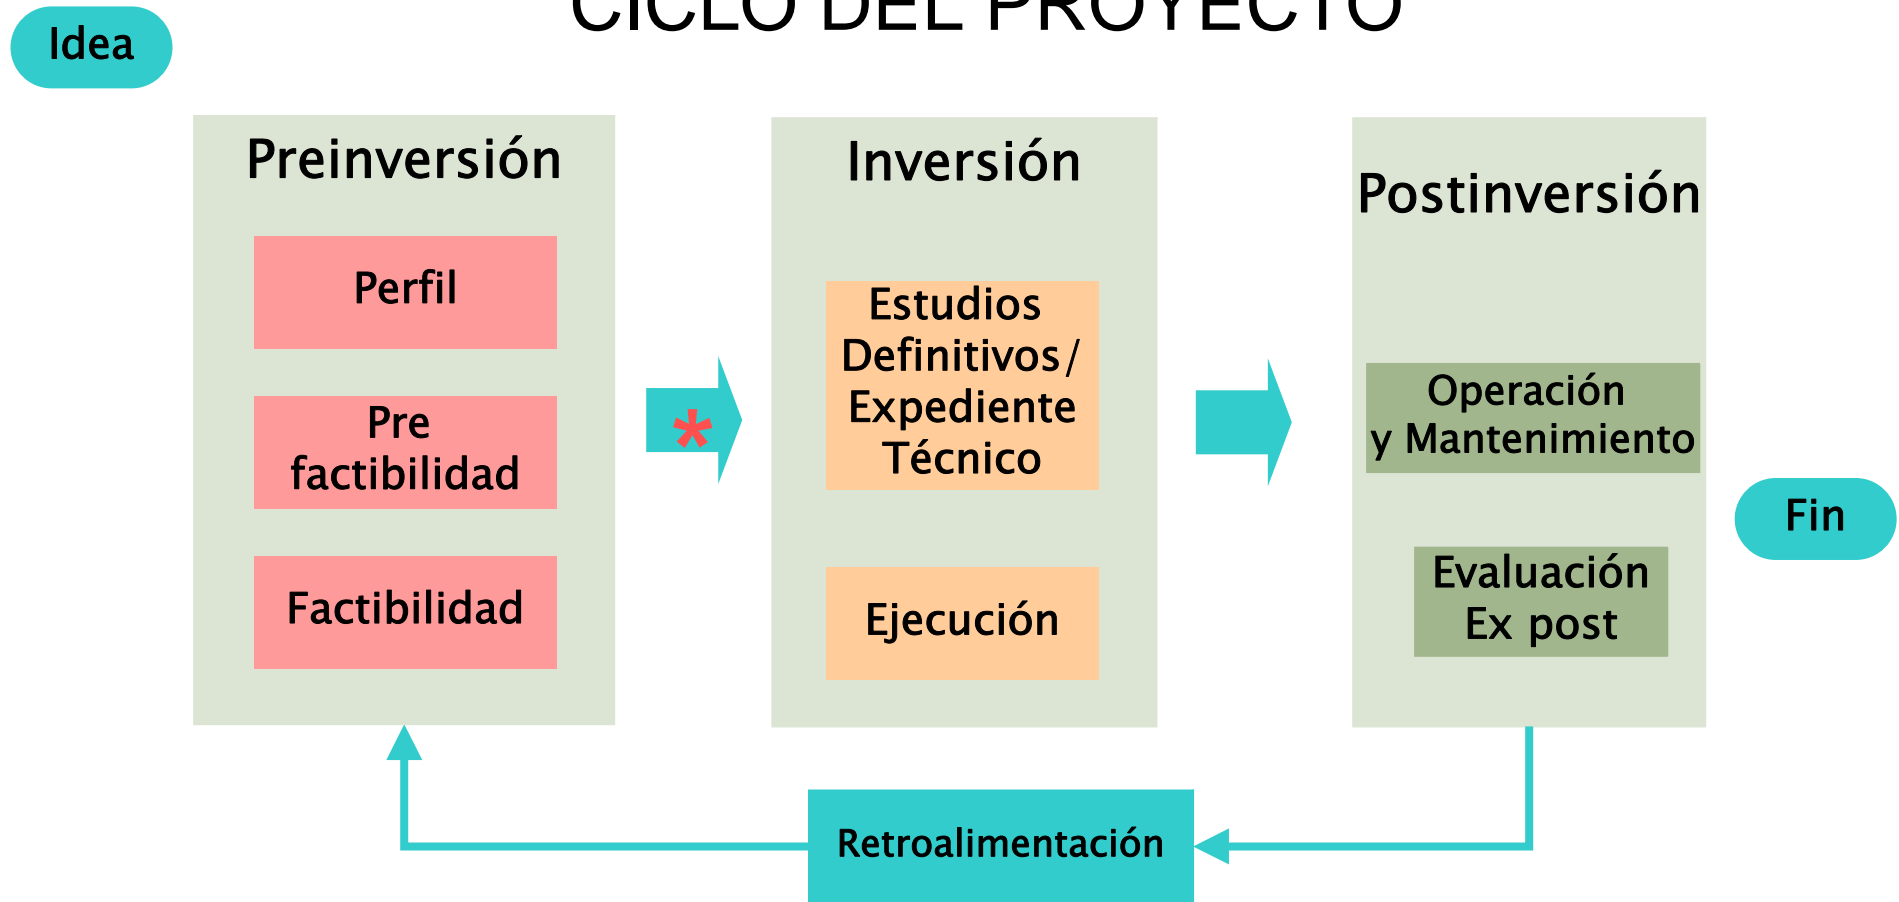 CICLO DEL PROYECTO
Idea
Preinversión
Perfil
Pre
factibilidad
Factibilidad
*
Inversión
Estudios
Definitivos/
Expediente
Técnico
Ejecución
Postinversión
Operación
y Mantenimiento
Evaluación
Ex post
Fin
Retroalimentación